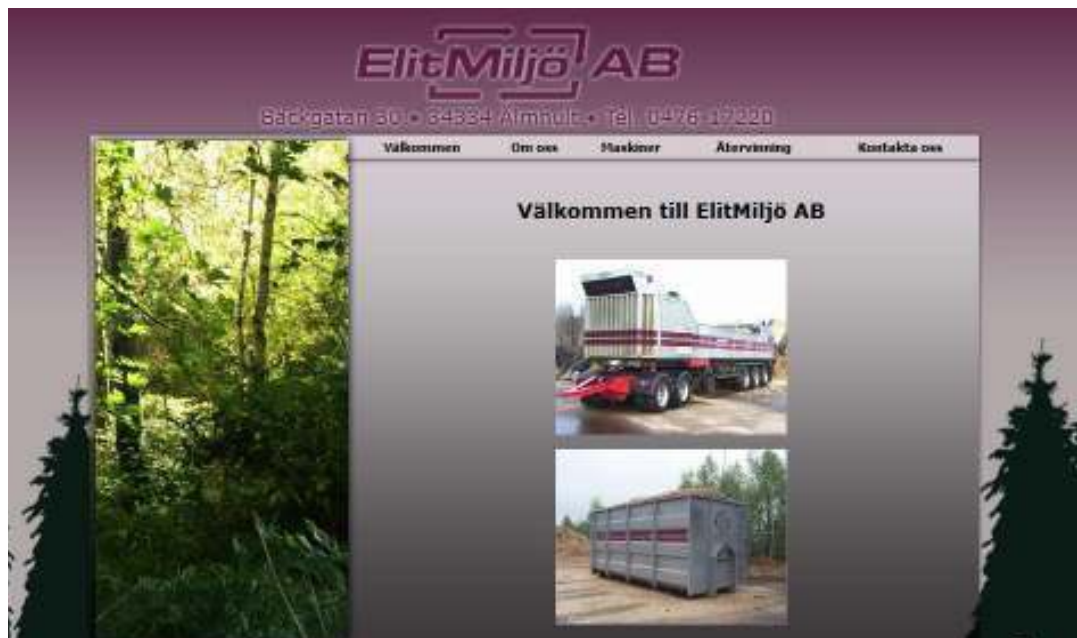 ElitMiljö AB
Bäckgatan 30 • 34334 Älmhult • Tel. 0476 17220
Välkommen Om oss Maskiner Återvinning Kontakta oss
Välkommen till ElitMiljö AB